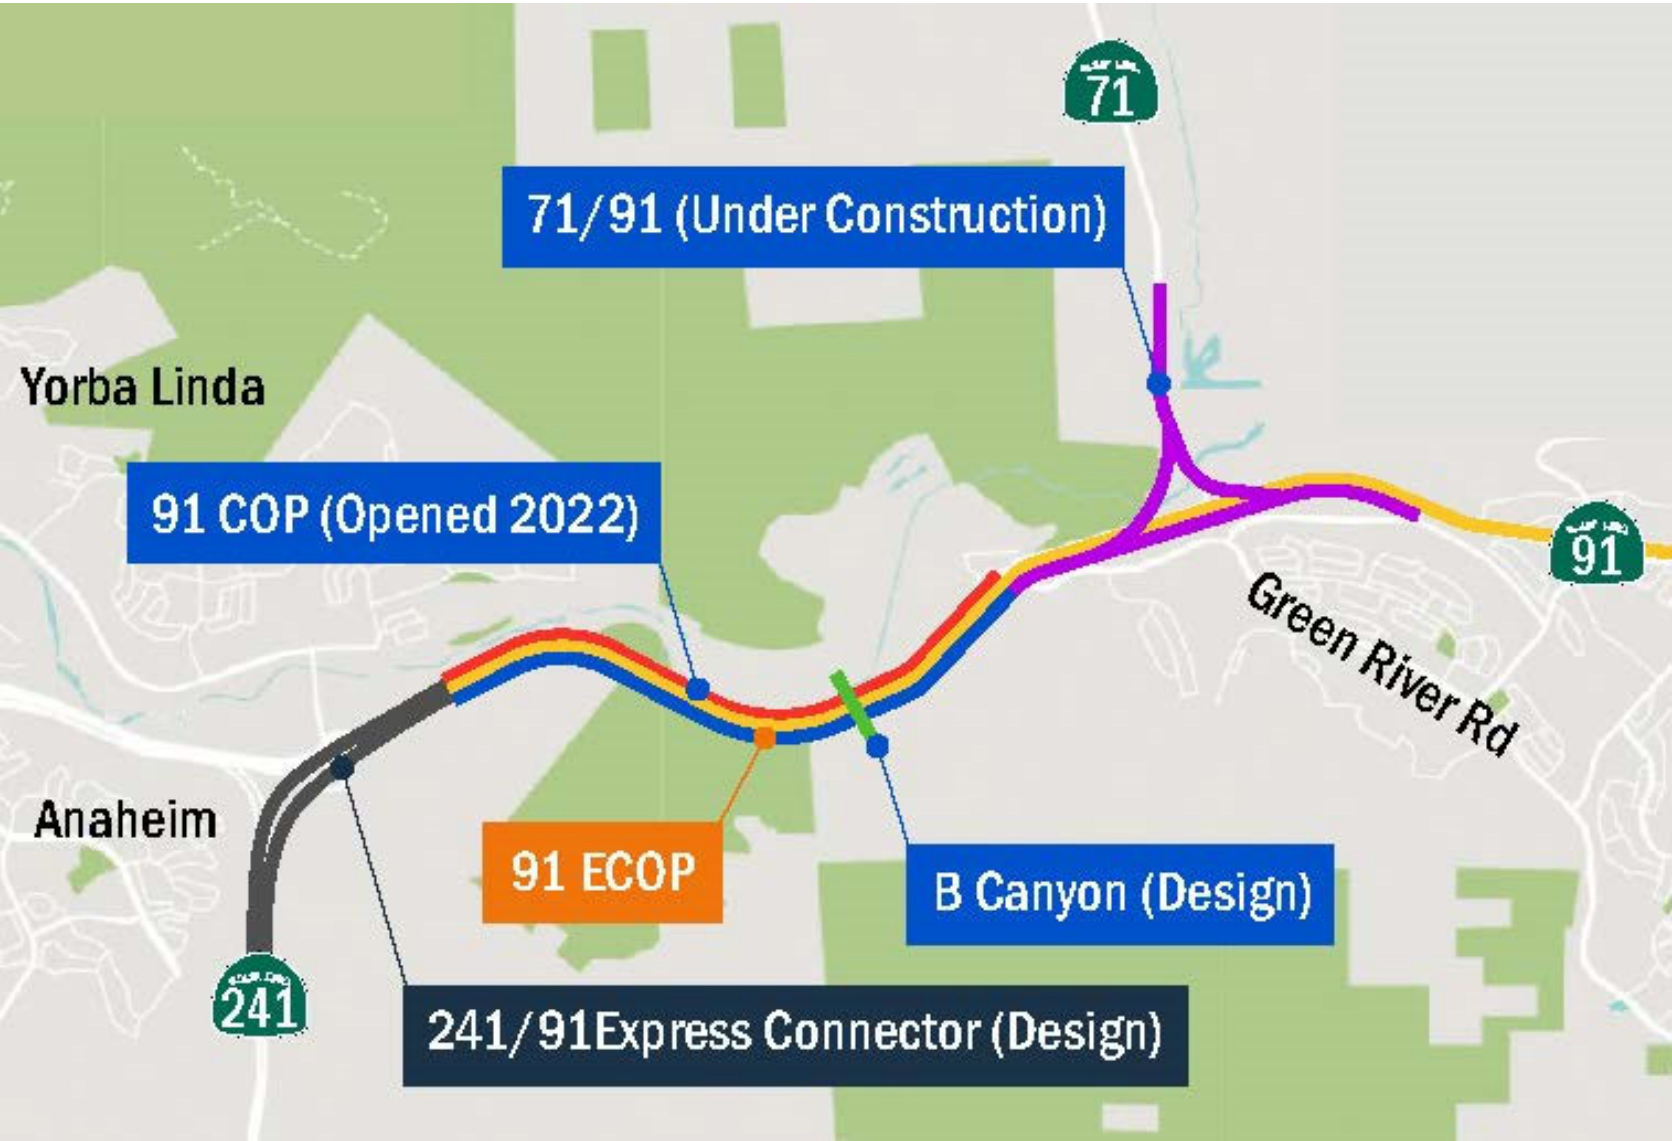 71
71/91 (Under Construction)
Yorba Linda
91 COP (Opened 2022)
91
Green River Rd
Anaheim
91 ECOP
B Canyon (Design)
241
241/91Express Connector (Design)